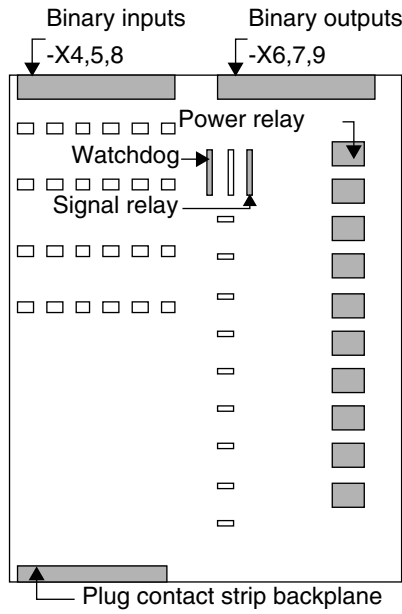 Binary inputs
-X4,5,8
Binary outputs
-X6,7,9
Power relay
Watchdog
Signal relay
Plug contact strip backplane